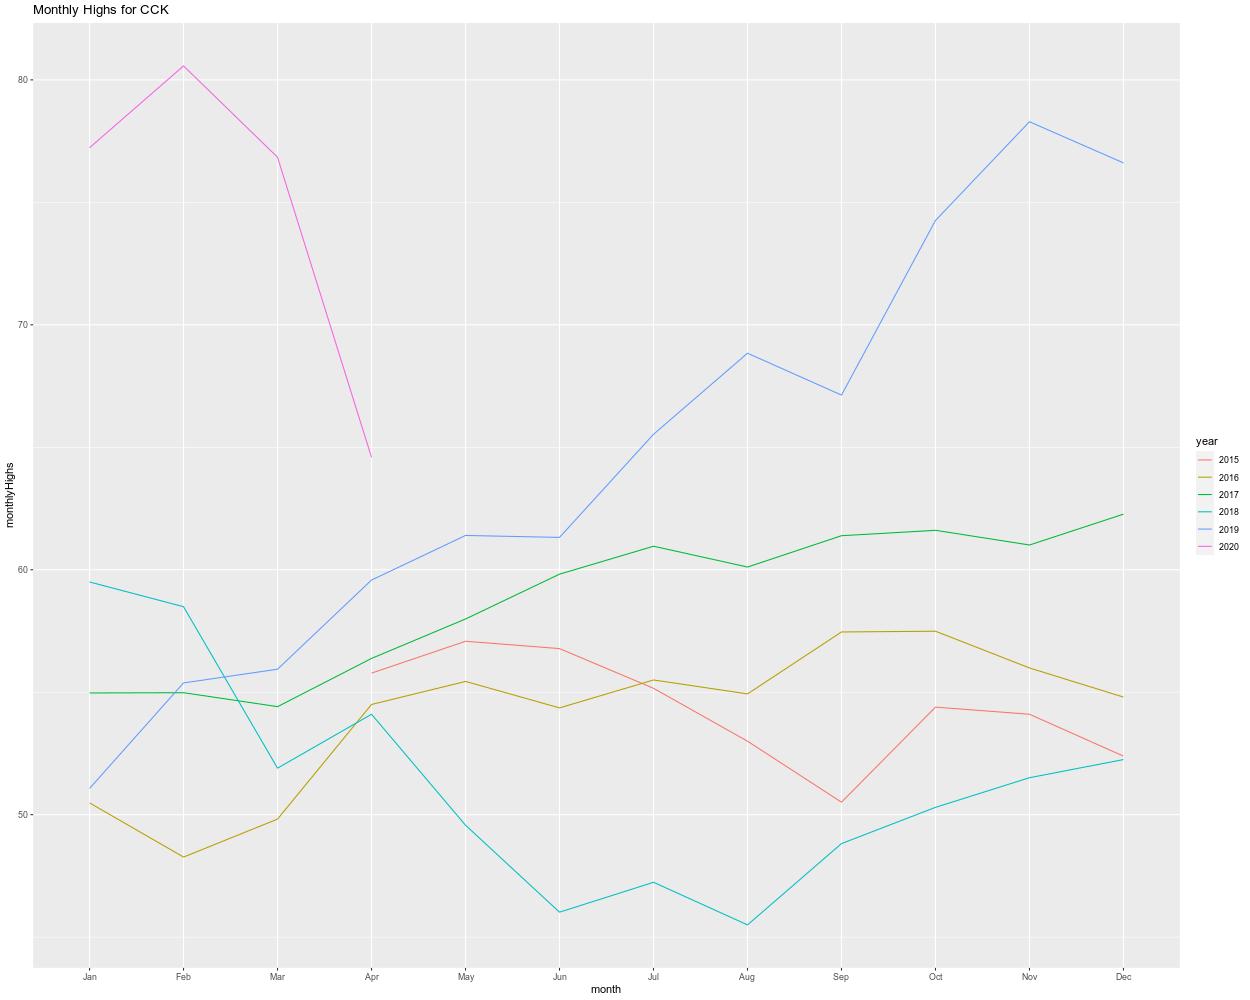 Monthly Highs for CCK
80
70
60
50
monthlyHighs
Jan Feb Mar Apr May Jun Jul Aug Sep Oct Nov Dec
month
year
2015
2016
2017
2018
2019
2020